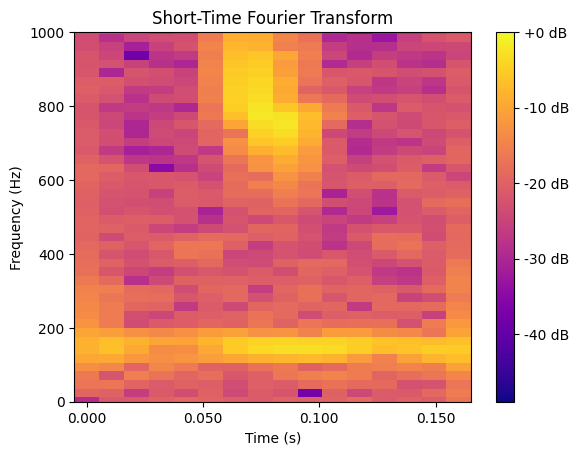 Short-Time Fourier Transform
1000
800
600
400
200
0
Frequency (Hz)
0.000
0.050
0.100
0.150
Time (s)
+0 dB
-10 dB
-20 dB
-30 dB
-40 dB